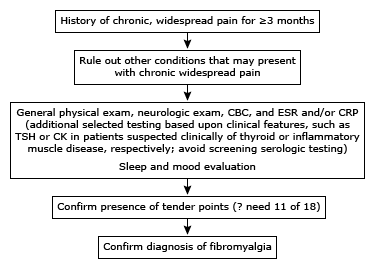 History of chronic, widespread pain for ≥3 months
Rule out other conditions that may present
with chronic widespread pain
General physical exam, neurologic exam, CBC, and ESR and/or CRP
(additional selected testing based upon clinical features, such as
TSH or CK in patients suspected clinically of thyroid or inflammatory
muscle disease, respectively; avoid screening serologic testing)
Sleep and mood evaluation
Confirm presence of tender points (? need 11 of 18)
Confirm diagnosis of fibromyalgia